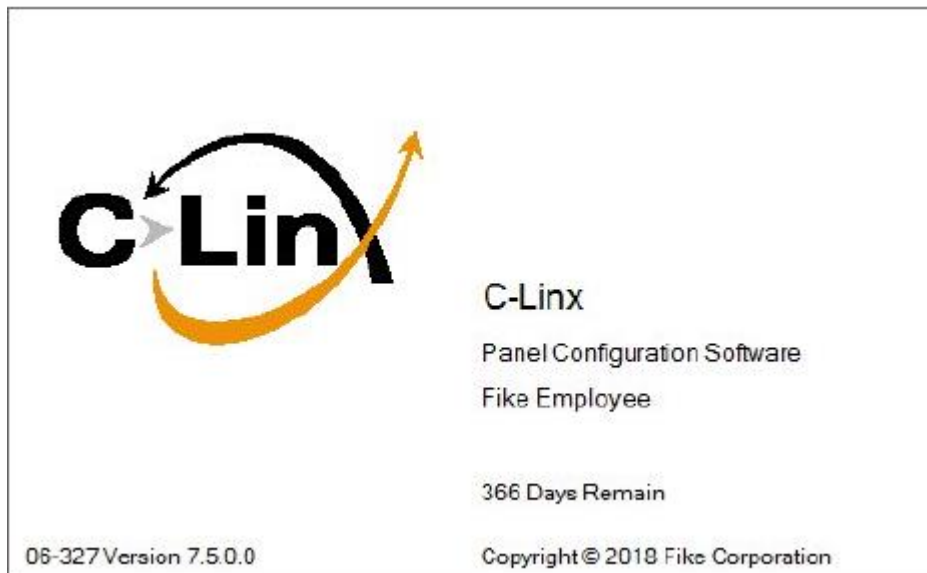 C>Linx
C-Linx
Panel Configuration Software
Fike Employee
366 Days Remain
06-327 Version 7.5.0.0
Copyright © 2018 Fike Corporation